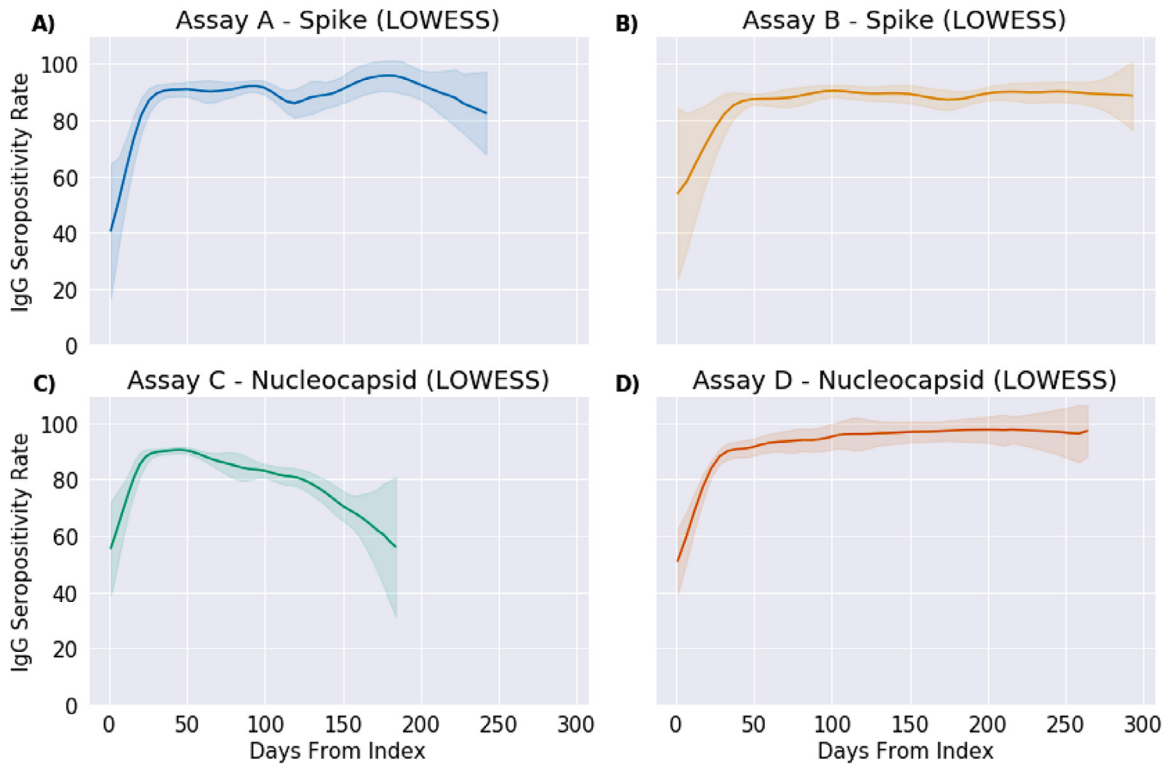 A) Assay A - Spike (LOWESS)
B) Assay B - Spike (LOWESS)
IgG Seropositivity Rate
100
80
60
40
20
0
C) Assay C - Nucleocapsid (LOWESS)
D) Assay D - Nucleocapsid (LOWESS)
IgG Seropositivity Rate
100
80
60
40
20
0
0 50 100 150 200 250 300
Days From Index
0 50 100 150 200 250 300
Days From Index